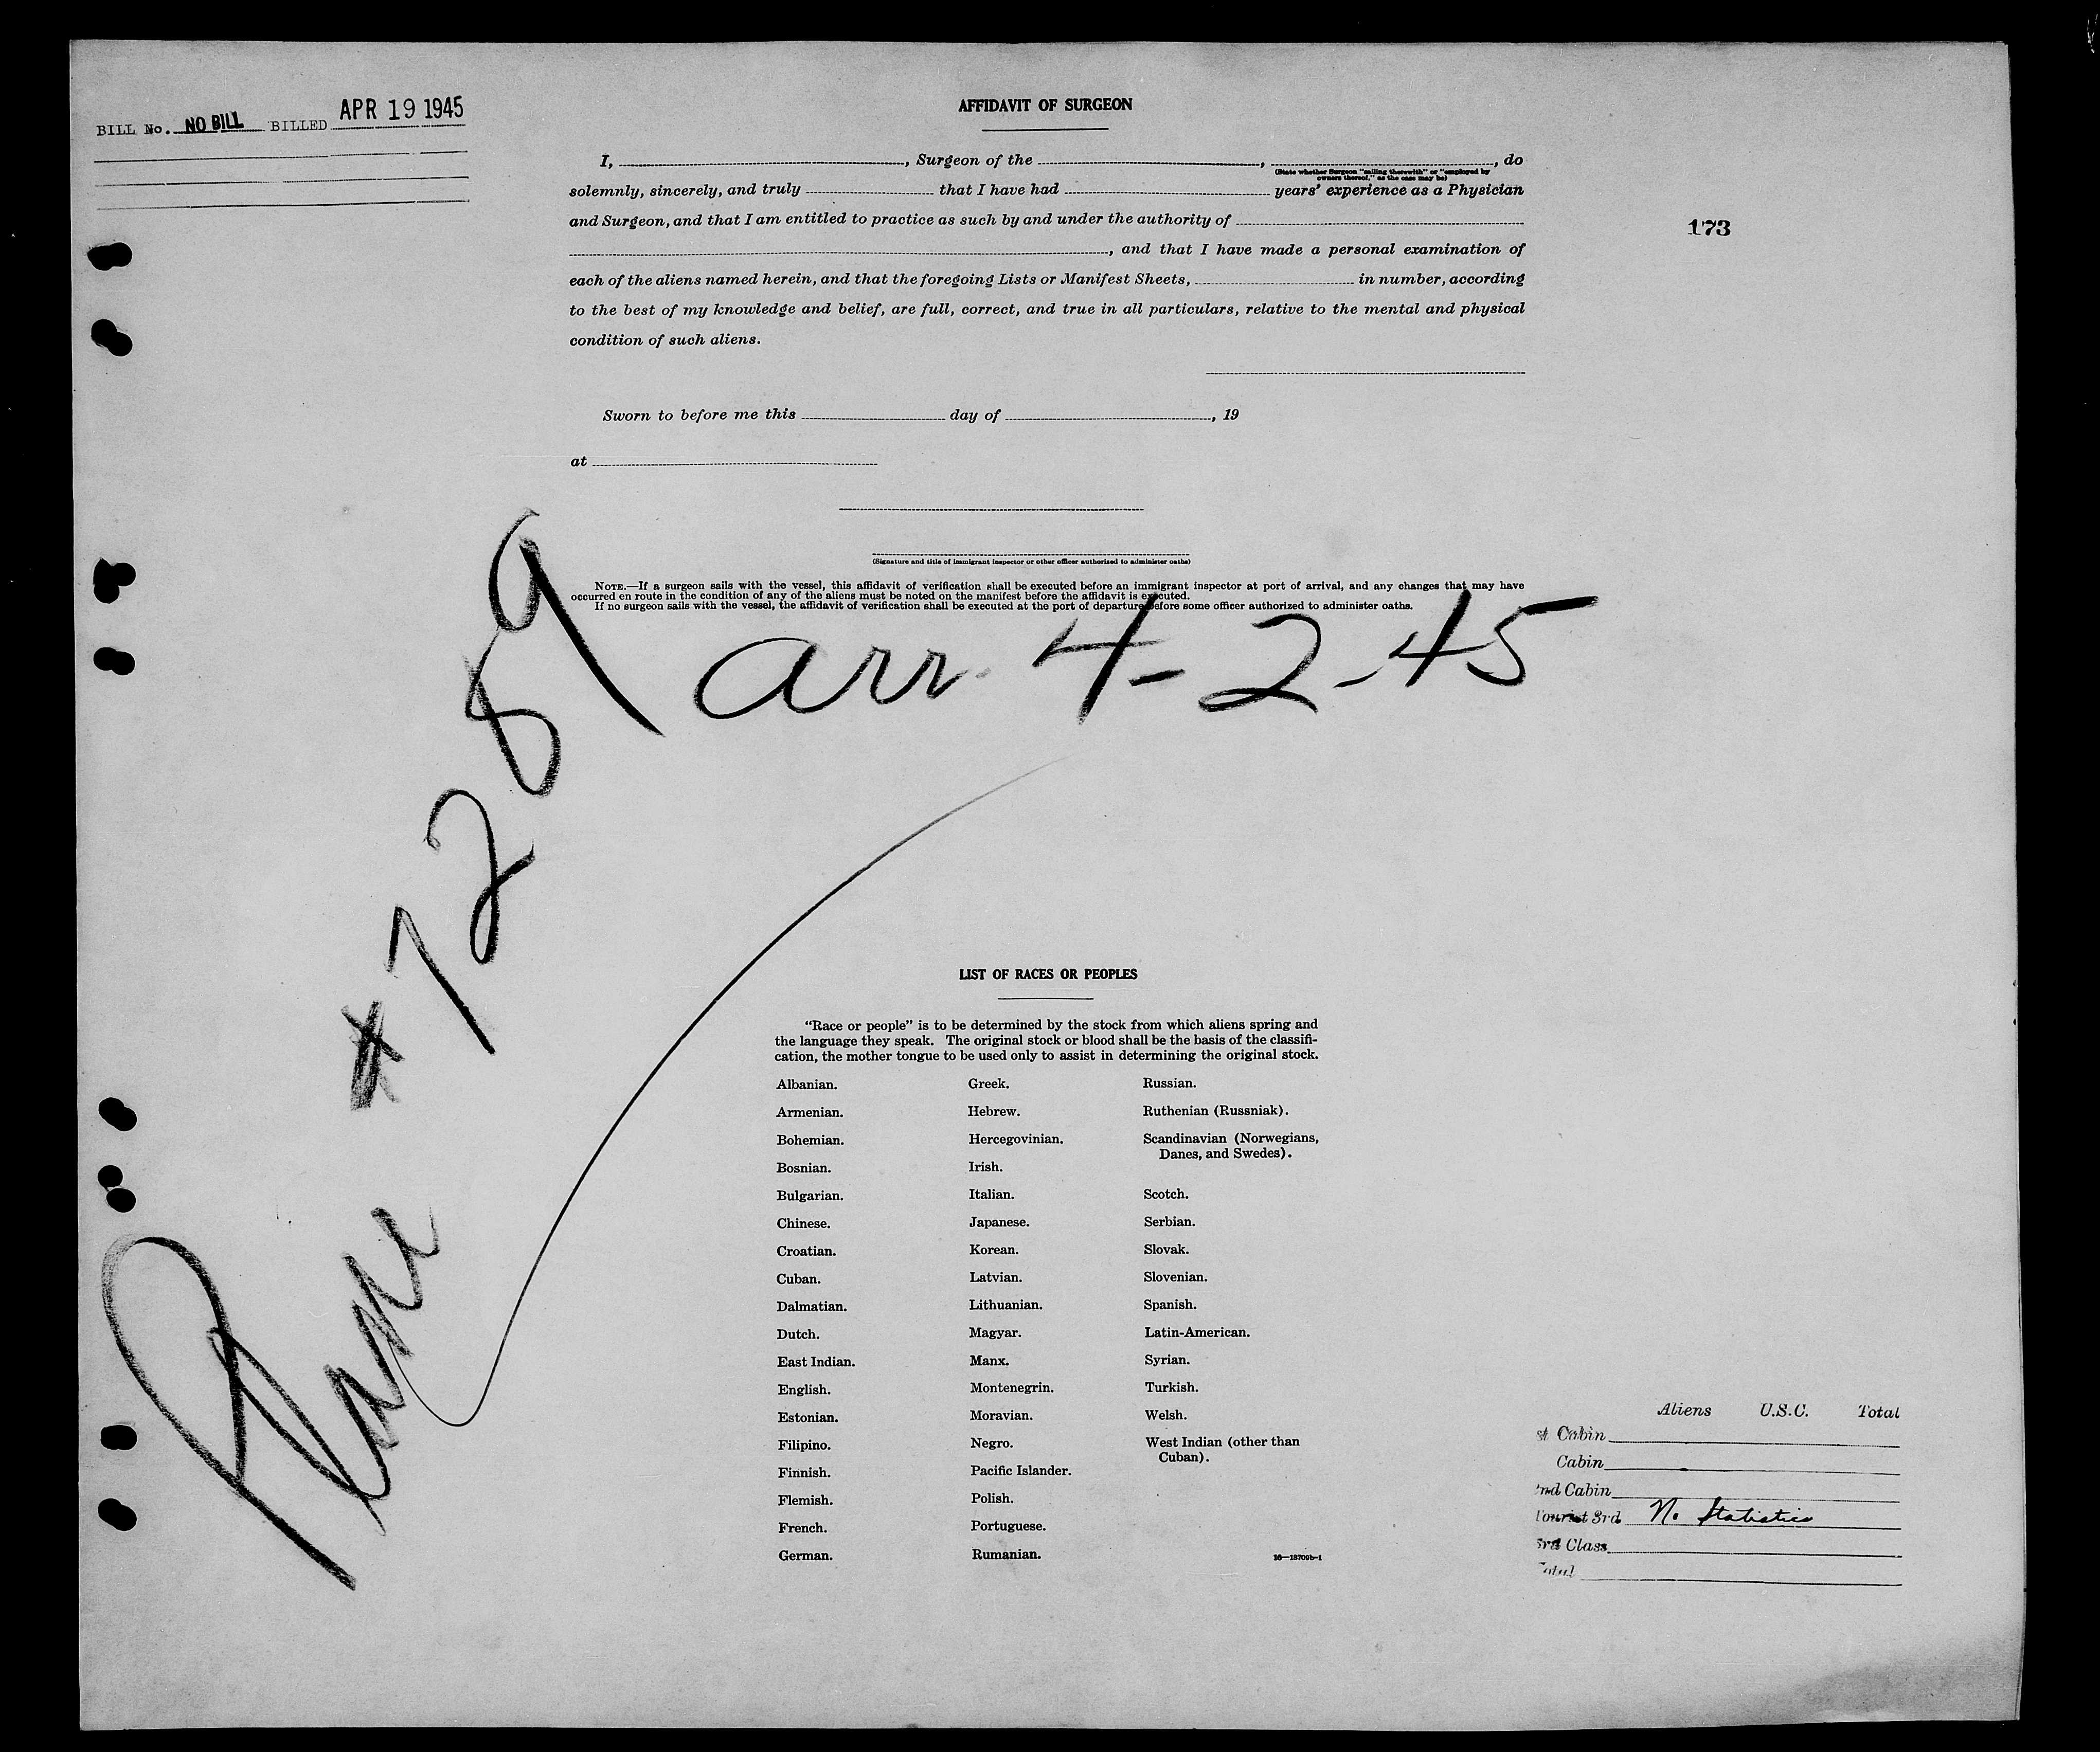 BILL No. NO BILL BILLED APR 19 1945
AFFIDAVIT OF SURGEON
I, , Surgeon of the , , do
(State whether Surgeon "sailing therewith" or "employed by
owners thereof," as the case may be)
solemnly, sincerely, and truly that I have had years' experience as a Physician
and Surgeon, and that I am entitled to practice as such by and under the authority of
, and that I have made a personal examination of
each of the aliens named herein, and that the foregoing Lists or Manifest Sheets, in number, according
to the best of my knowledge and belief, are full, correct, and true in all particulars, relative to the mental and physical
condition of such aliens.
173
Sworn to before me this day of , 19
at
(Signature and title of immigrant inspector or other officer authorized to administer oaths)
NOTE.—If a surgeon sails with the vessel, this affidavit of verification shall be executed before an immigrant inspector at port of arrival, and any changes that may have
occurred en route in the condition of any of the aliens must be noted on the manifest before the affidavit is executed.
If no surgeon sails with the vessel, the affidavit of verification shall be executed at the port of departure before some officer authorized to administer oaths.
arr. 4-2-45
Plane #7289
LIST OF RACES OR PEOPLES
"Race or people" is to be determined by the stock from which aliens spring and
the language they speak. The original stock or blood shall be the basis of the classifi-
cation, the mother tongue to be used only to assist in determining the original stock.
Albanian.
Armenian.
Bohemian.
Bosnian.
Bulgarian.
Chinese.
Croatian.
Cuban.
Dalmatian.
Dutch.
East Indian.
English.
Estonian.
Filipino.
Finnish.
Flemish.
French.
German.
Greek.
Hebrew.
Hercegovinian.
Irish.
Italian.
Japanese.
Korean.
Latvian.
Lithuanian.
Magyar.
Manx.
Montenegrin.
Moravian.
Negro.
Pacific Islander.
Polish.
Portuguese.
Rumanian.
Russian.
Ruthenian (Russniak).
Scandinavian (Norwegians,
Danes, and Swedes).
Scotch.
Serbian.
Slovak.
Slovenian.
Spanish.
Latin-American.
Syrian.
Turkish.
Welsh.
West Indian (other than
Cuban).
16—18709b-1
Aliens U.S.C. Total
st Cabin
Cabin
nd Cabin
Tourist 3rd N. Statistics
3rd Class
Total